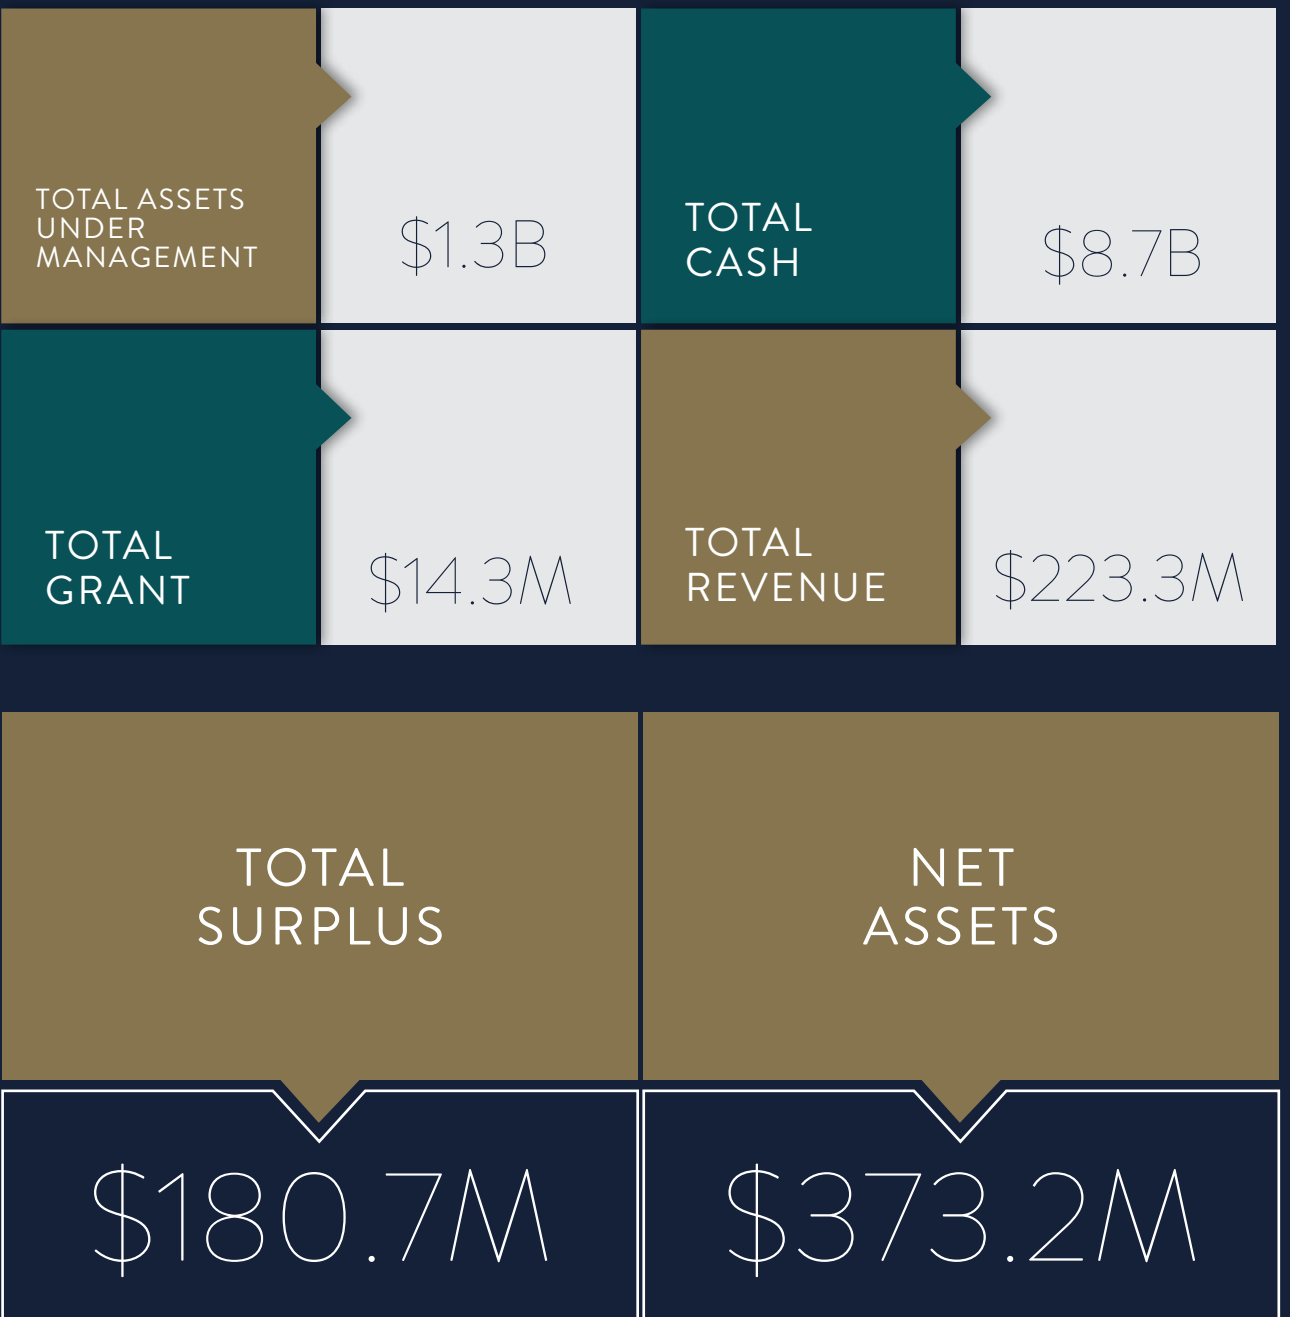 TOTAL ASSETS
UNDER
MANAGEMENT
$1.3B
TOTAL
CASH
$8.7B
TOTAL
GRANT
$14.3M
TOTAL
REVENUE
$223.3M
TOTAL
SURPLUS
NET
ASSETS
$180.7M
$373.2M